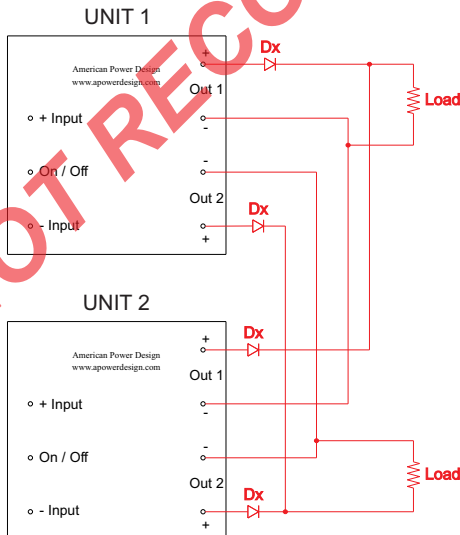 UNIT 1
+
Dx
American Power Design
www.apowerdesign.com
Out 1
Load
+ Input
-
-
On / Off
Out 2
Dx
- Input
+
OT RECO
UNIT 2
Dx
+
American Power Design
www.apowerdesign.com
Out 1
+ Input
-
-
On / Off
Load
Out 2
Dx
- Input
+